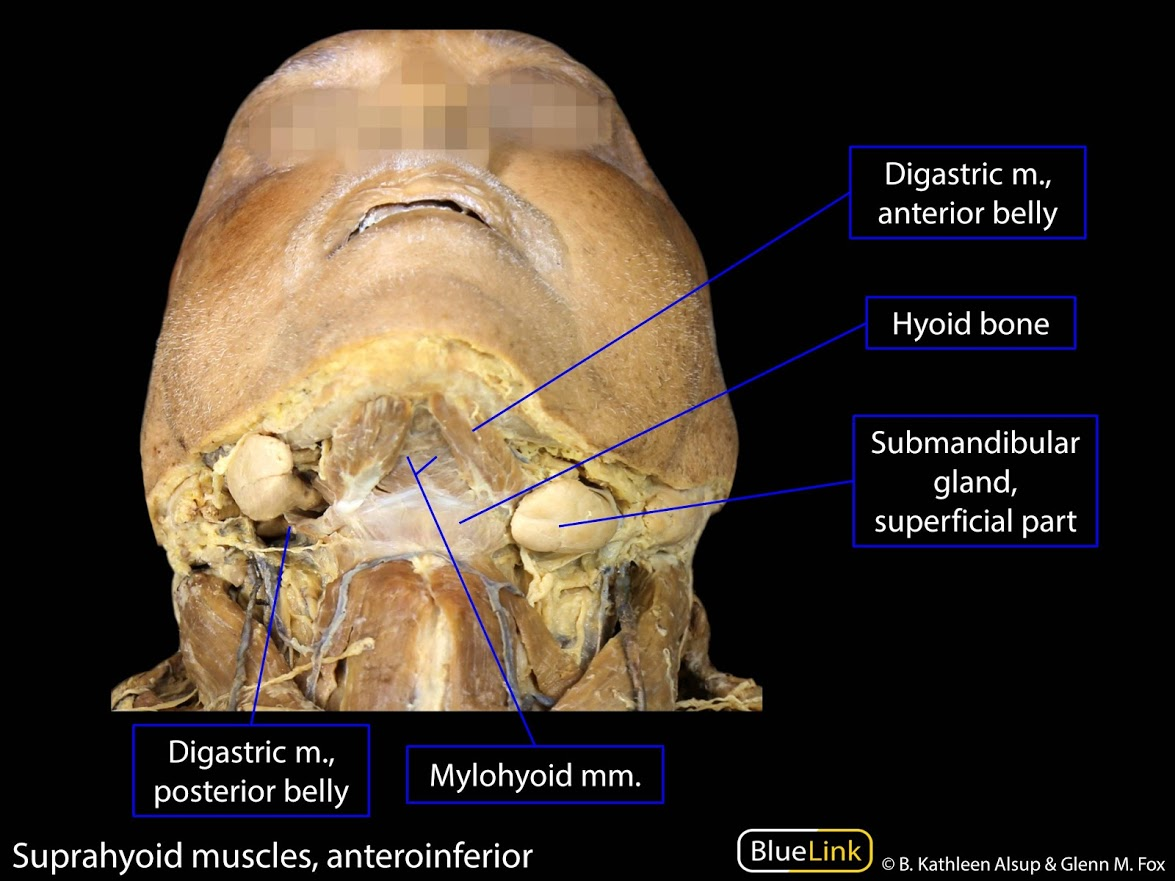 Digastric m.,
anterior belly
Hyoid bone
Submandibular
gland,
superficial part
Digastric m.,
posterior belly
Mylohyoid mm.
Suprahyoid muscles, anteroinferior
BlueLink
© B. Kathleen Alsup & Glenn M. Fox